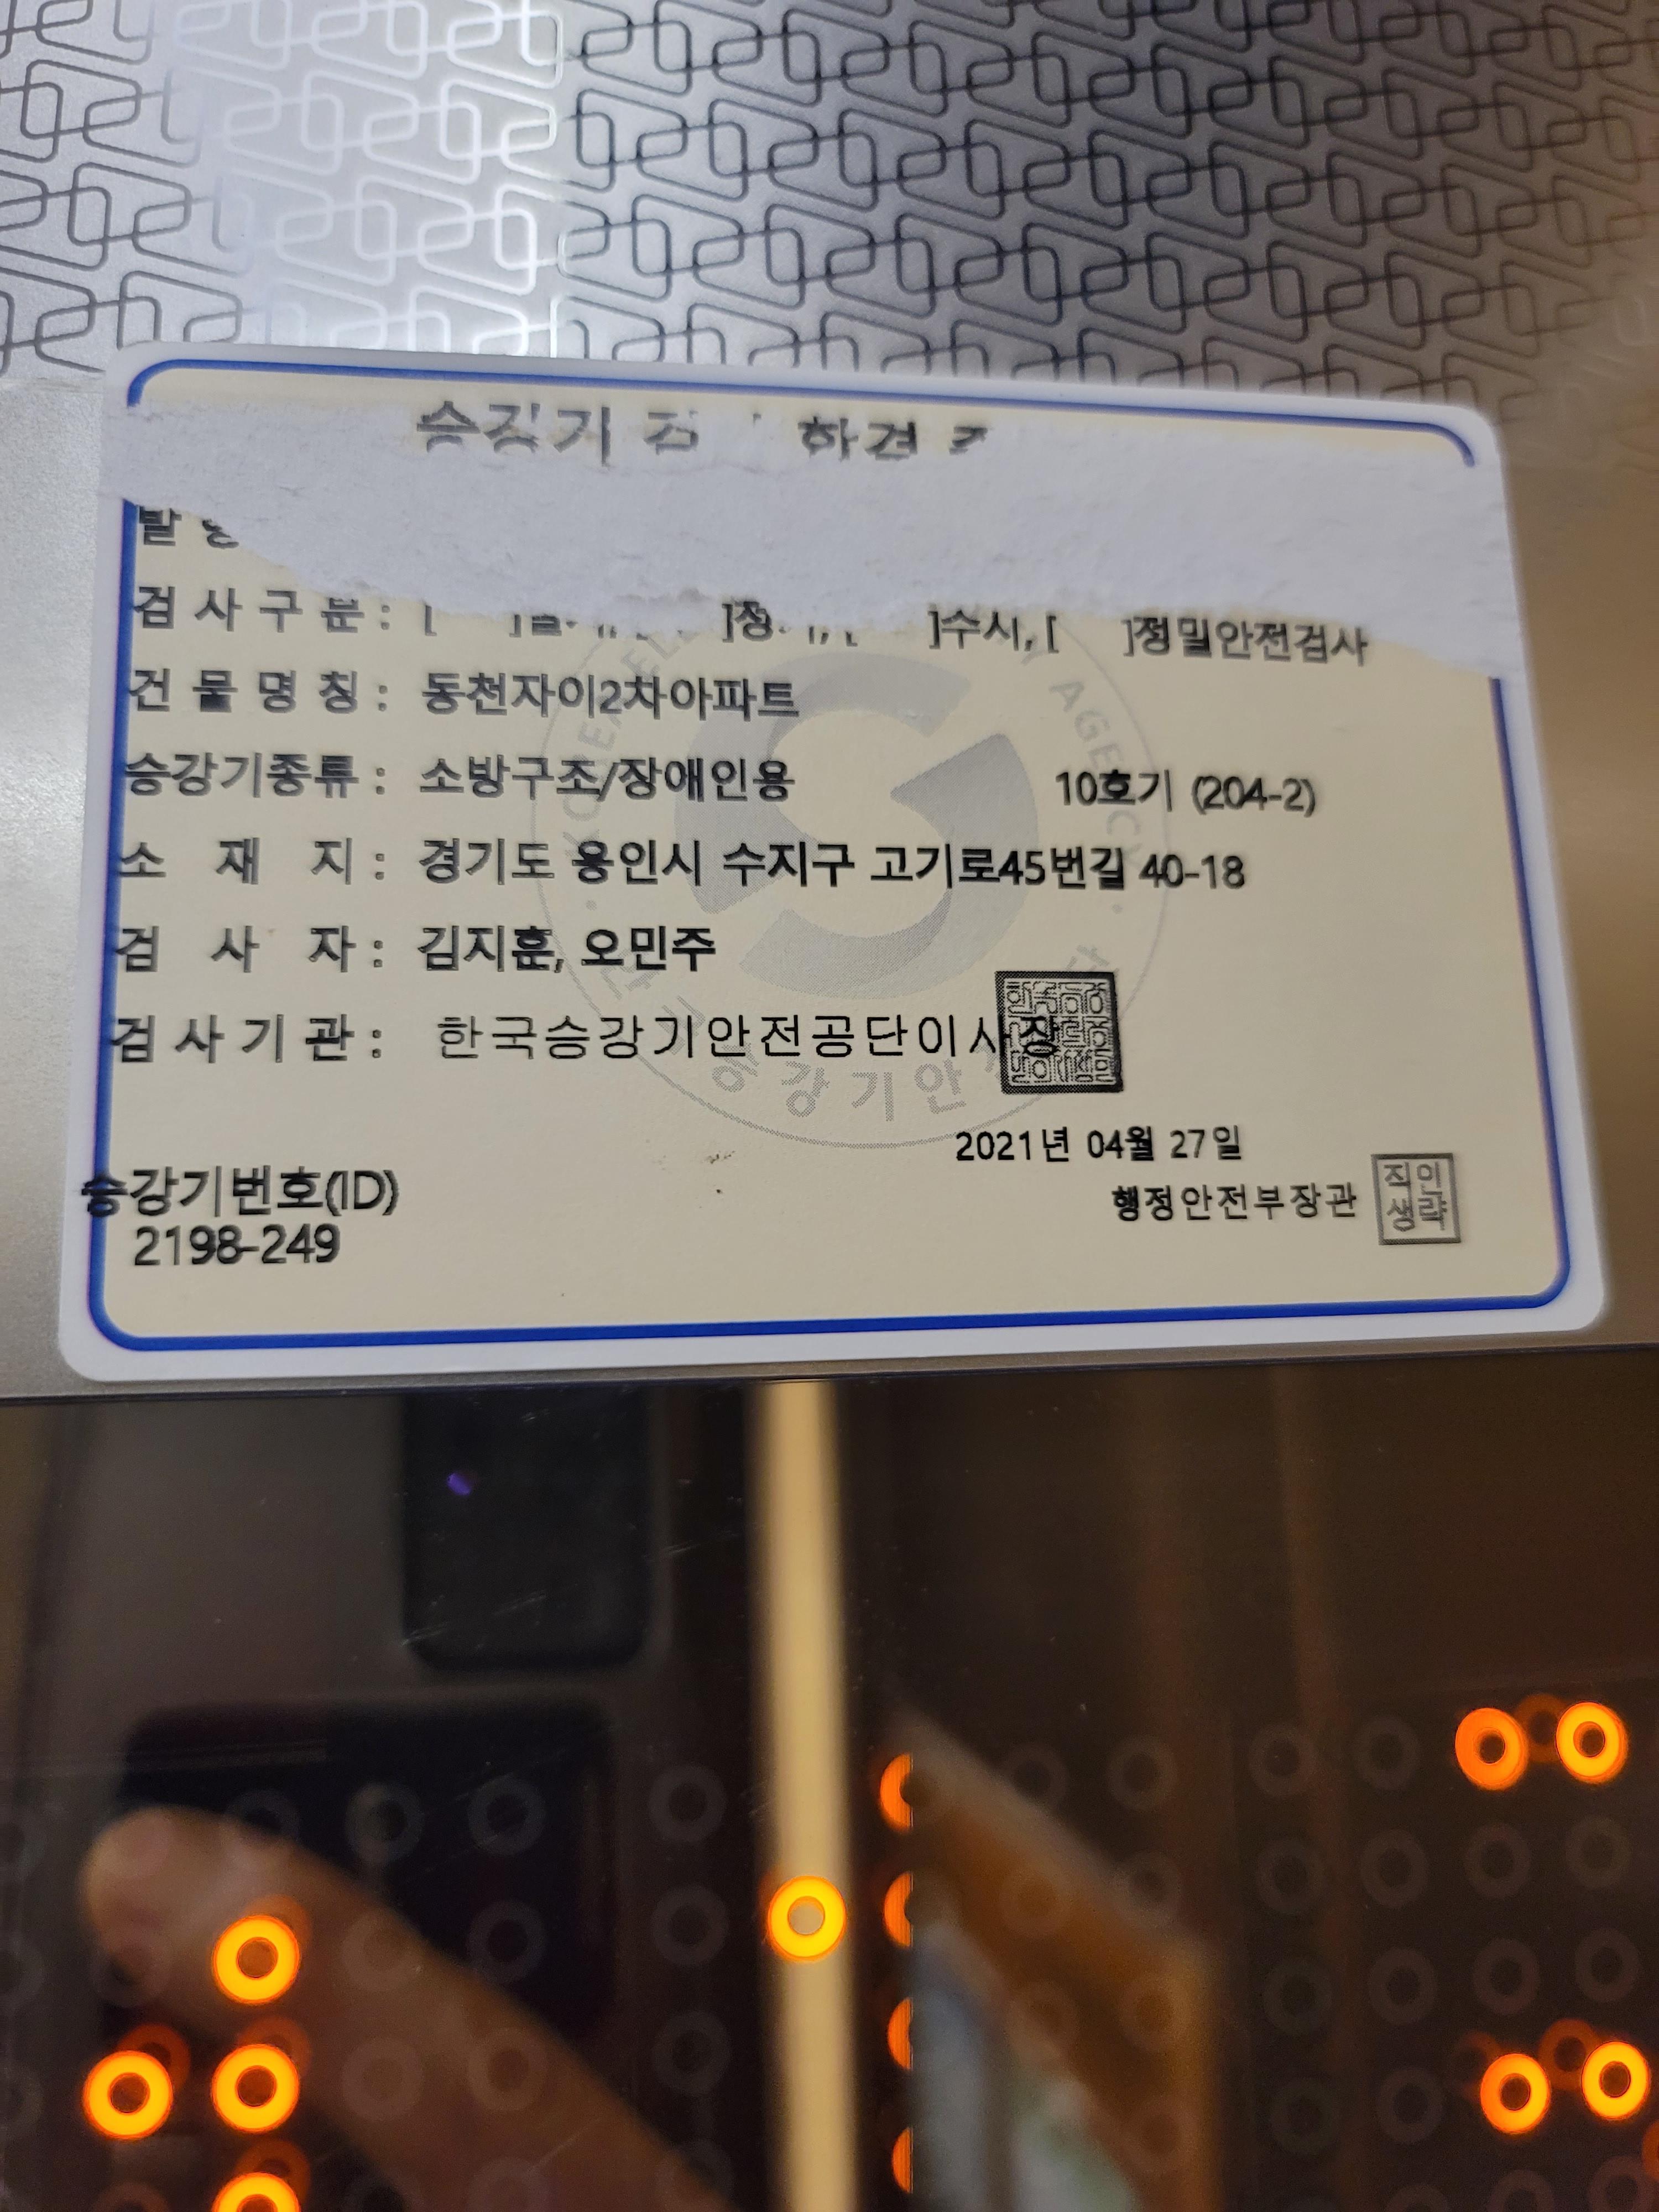 승강기
검사구분: [ ]수시, [ ]정밀안전검사
건물명칭: 동천자이2차아파트
승강기종류: 소방구조/장애인용 10호기 (204-2)
소재지: 경기도 용인시 수지구 고기로45번길 40-18
검사자: 김지훈, 오민주
검사기관: 한국승강기안전공단이사장
2021년 04월 27일
행정안전부장관 직인생략
승강기번호(ID)
2198-249